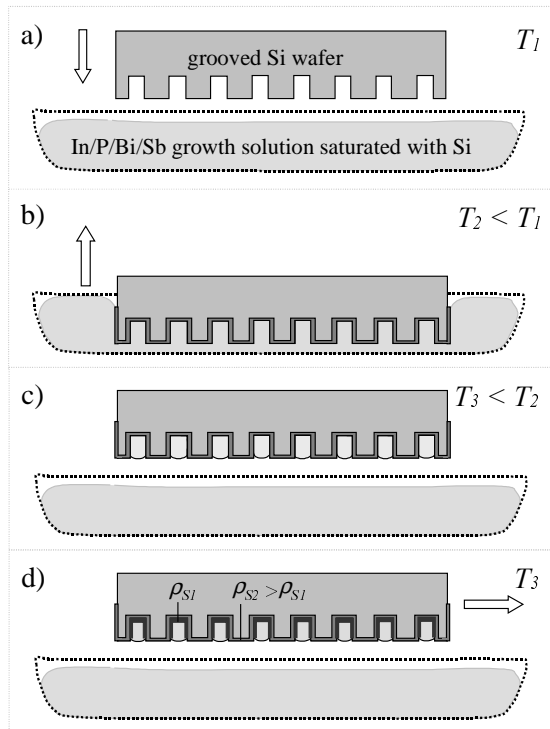 a)
T1
grooved Si wafer
In/P/Bi/Sb growth solution saturated with Si
b)
T2 < T1
c)
T3 < T2
d)
ρS1
ρS2>ρS1
T3